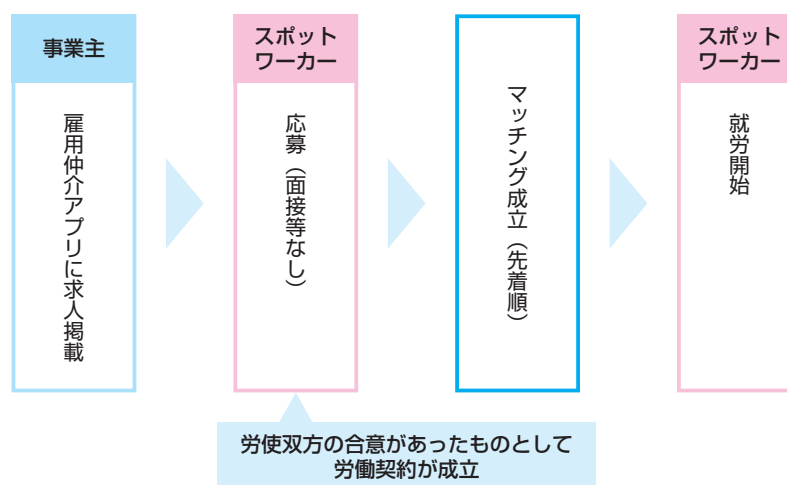 事業主
雇用仲介アプリに求人掲載
スポット
ワーカー
応募（面接等なし）
マッチング成立（先着順）
スポット
ワーカー
就労開始
労使双方の合意があったものとして
労働契約が成立